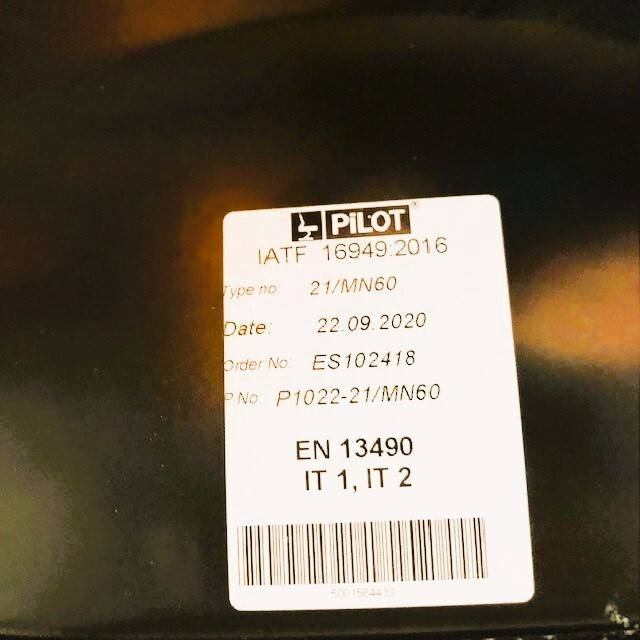 PiLOT
IATF 16949:2016
Type no: 21/MN60
Date: 22.09.2020
Order No: ES102418
P No: P1022-21/MN60
EN 13490
IT 1, IT 2
5001564432